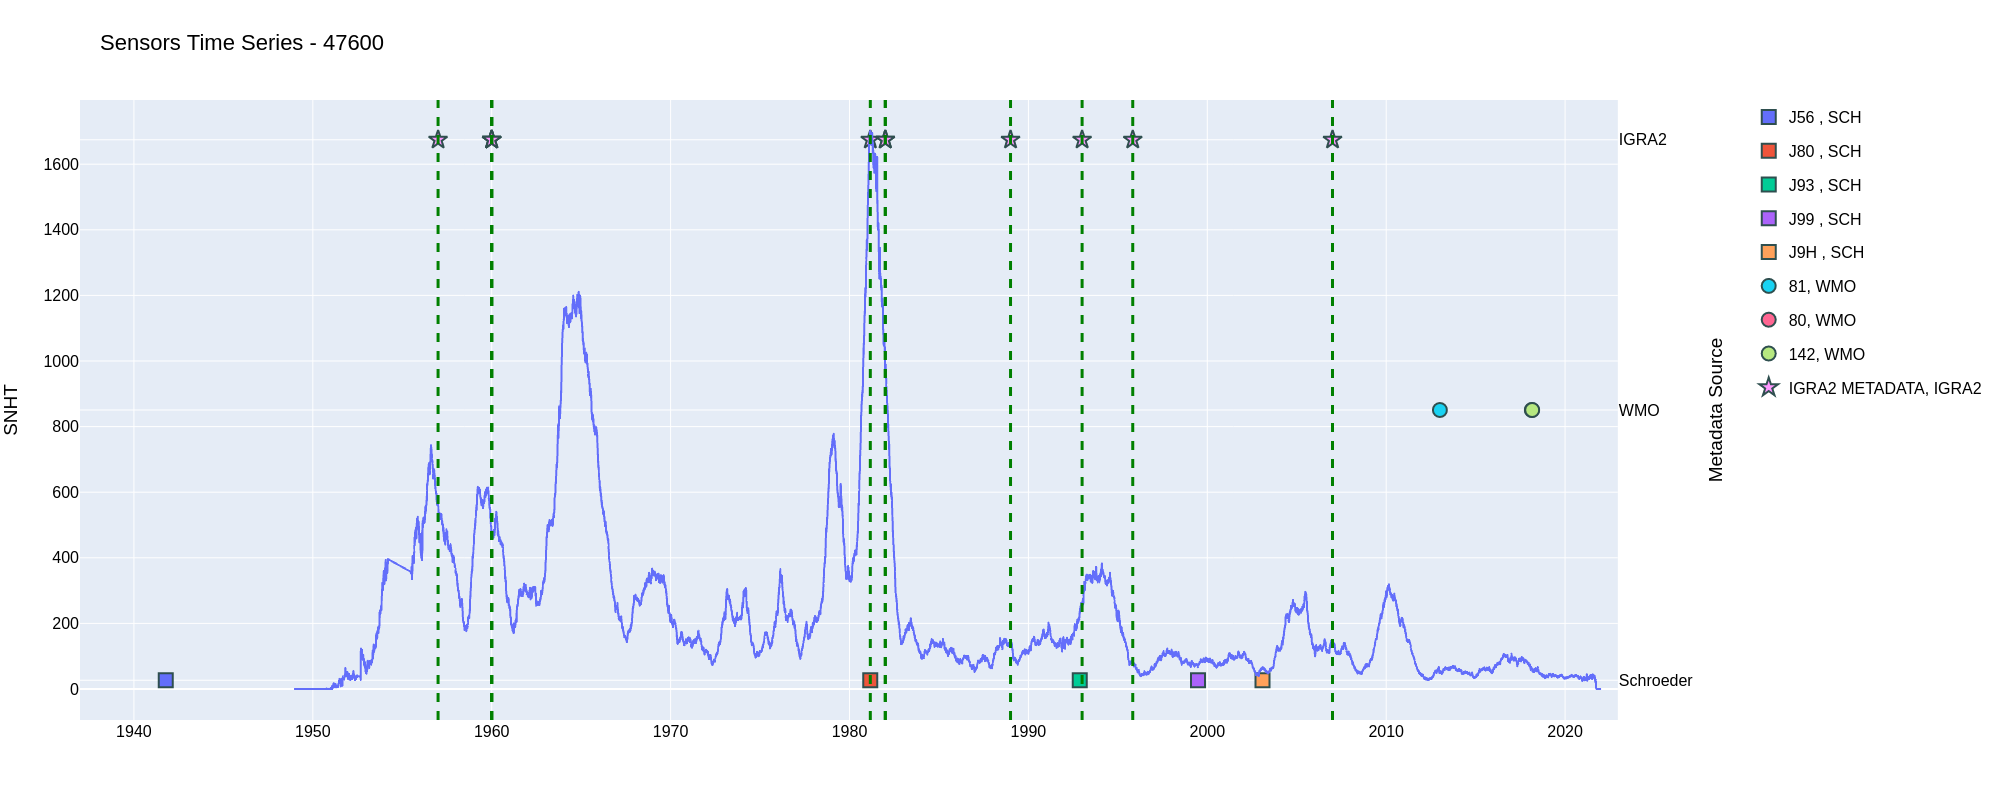 Sensors Time Series - 47600
SNHT
1600
1400
1200
1000
800
600
400
200
0
1940
1950
1960
1970
1980
1990
2000
2010
2020
IGRA2
WMO
Schroeder
Metadata Source
J56 , SCH
J80 , SCH
J93 , SCH
J99 , SCH
J9H , SCH
81, WMO
80, WMO
142, WMO
IGRA2 METADATA, IGRA2